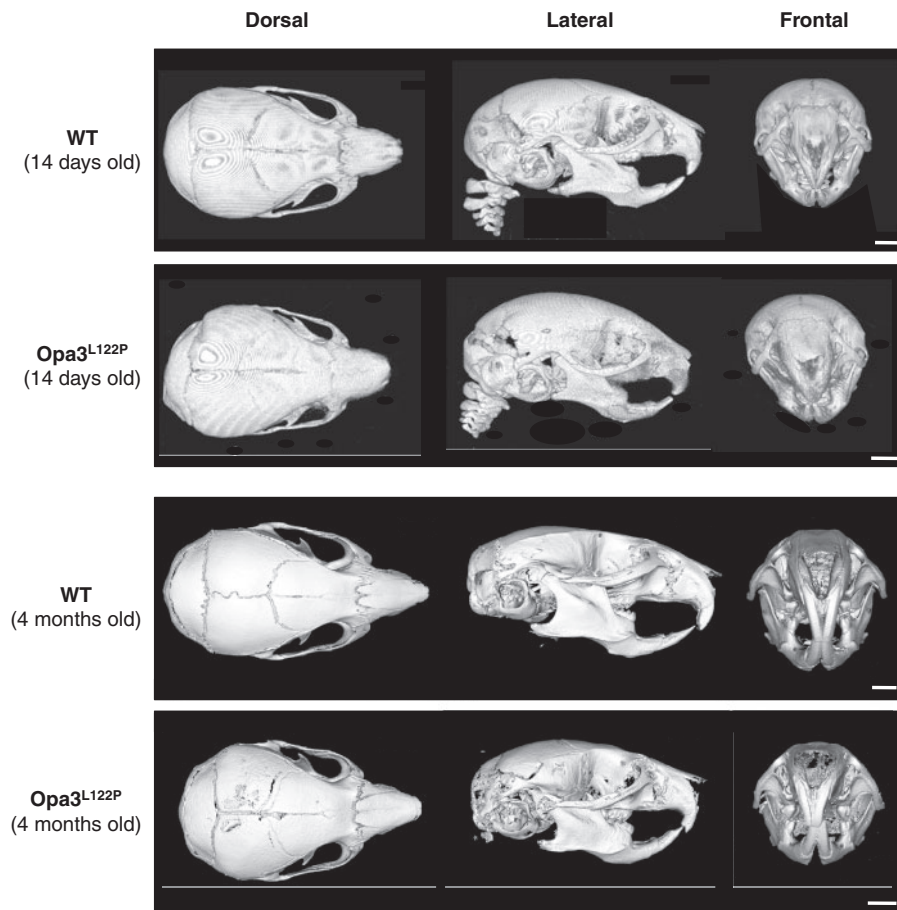 Dorsal Lateral Frontal
WT
(14 days old)
Opa3L122P
(14 days old)
WT
(4 months old)
Opa3L122P
(4 months old)